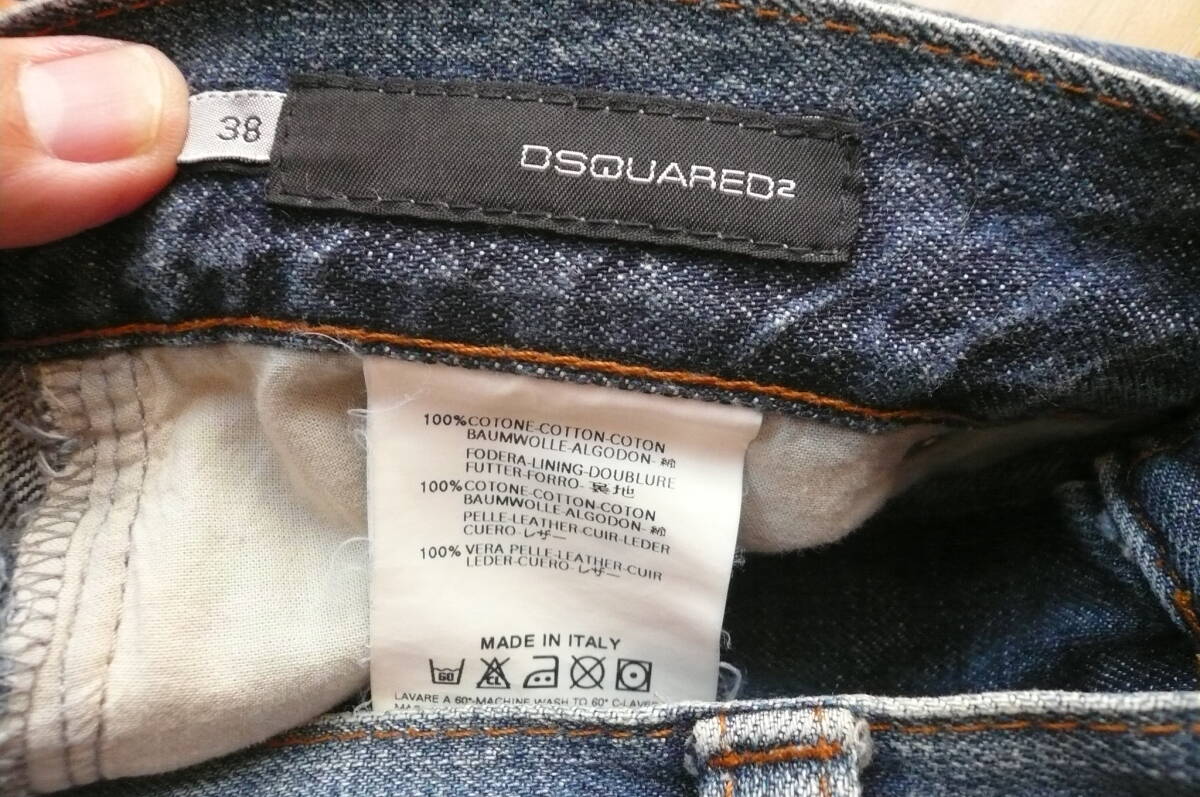 38
DSQUARED2
100% COTONE-COTTON-COTON
BAUMWOLLE-ALGODON-綿
FODERA-LINING-DOUBLURE
FUTTER-FORRO-裏地
100% COTONE-COTTON-COTON
BAUMWOLLE-ALGODON-綿
PELLE-LEATHER-CUIR-LEDER
CUERO-レザー
100% VERA PELLE-LEATHER-CUIR
LEDER-CUERO-レザー
MADE IN ITALY
60 CL
LAVARE A 60°-MACHINE WASH TO 60° C-LAVER